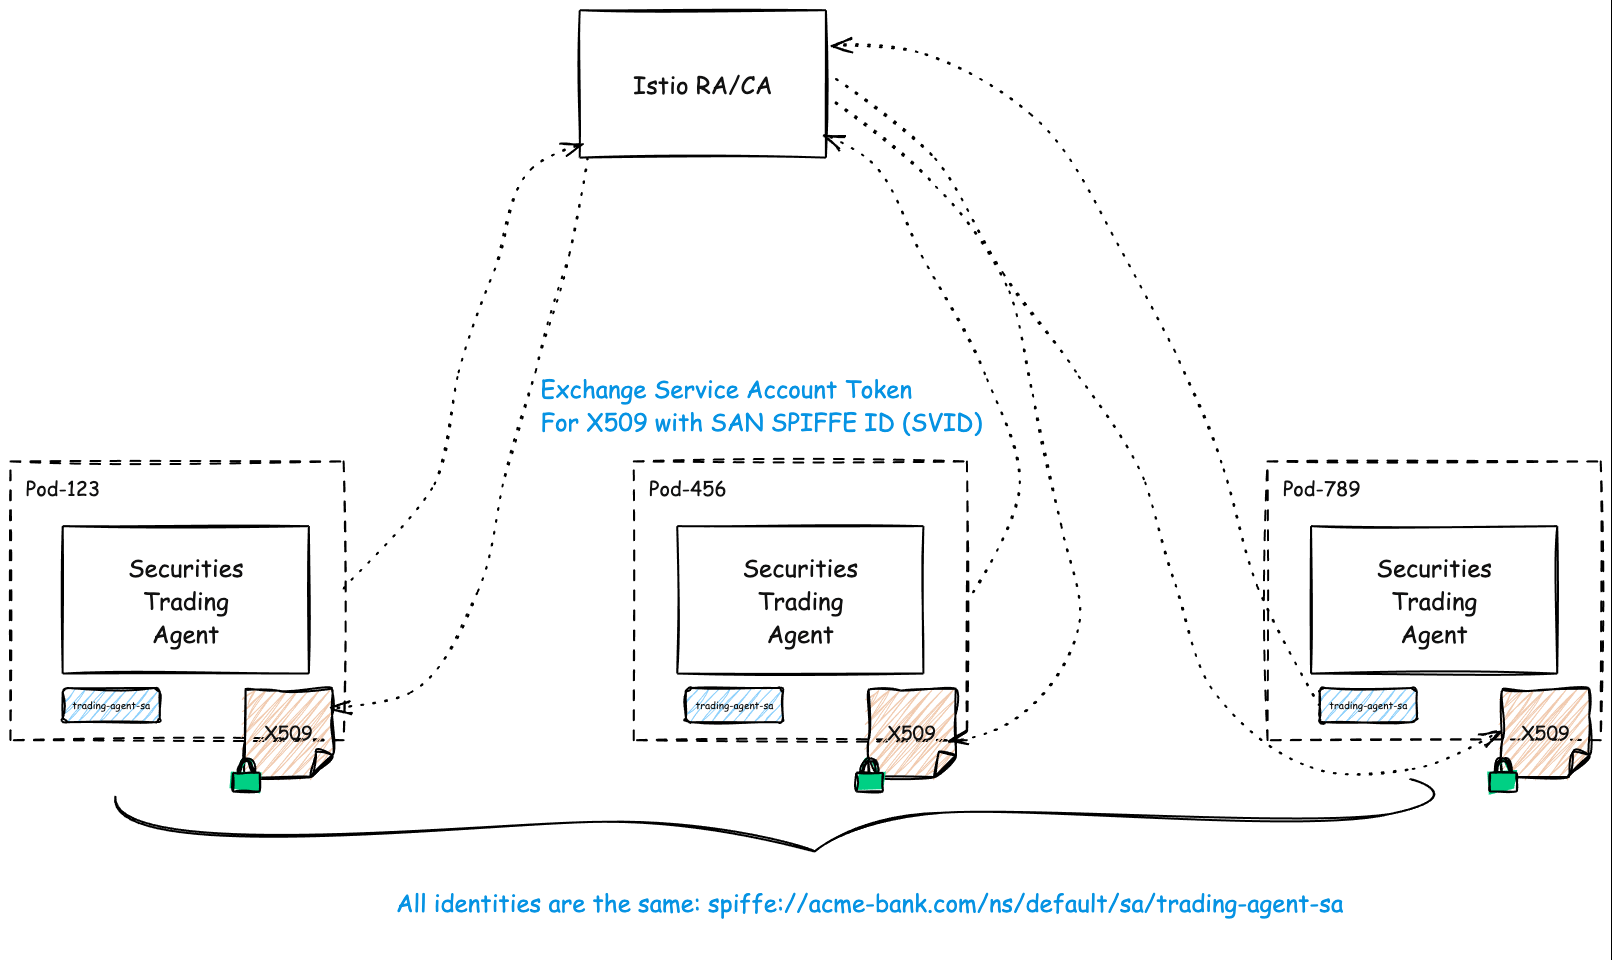 Istio RA/CA
Exchange Service Account Token
For X509 with SAN SPIFFE ID (SVID)
Pod-123
Securities
Trading
Agent
trading-agent-sa
X509
Pod-456
Securities
Trading
Agent
trading-agent-sa
X509
Pod-789
Securities
Trading
Agent
trading-agent-sa
X509
All identities are the same: spiffe://acme-bank.com/ns/default/sa/trading-agent-sa